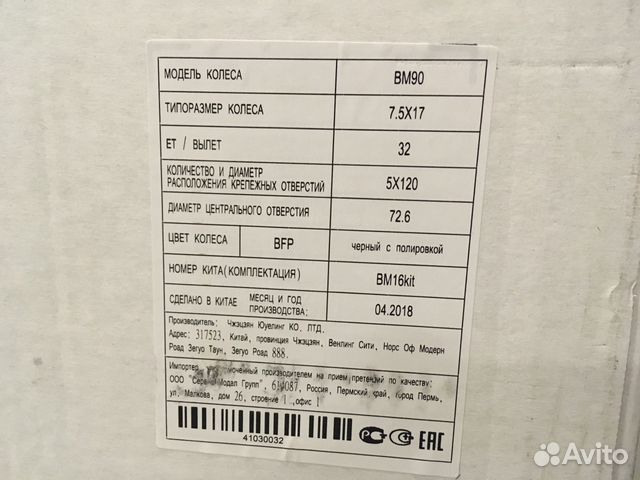 МОДЕЛЬ КОЛЕСА BM90
ТИПОРАЗМЕР КОЛЕСА 7.5X17
ET / ВЫЛЕТ 32
КОЛИЧЕСТВО И ДИАМЕТР
РАСПОЛОЖЕНИЯ КРЕПЕЖНЫХ ОТВЕРСТИЙ 5X120
ДИАМЕТР ЦЕНТРАЛЬНОГО ОТВЕРСТИЯ 72.6
ЦВЕТ КОЛЕСА BFP черный с полировкой
НОМЕР КИТА(КОМПЛЕКТАЦИЯ) BM16kit
СДЕЛАНО В КИТАЕ МЕСЯЦ И ГОД
ПРОИЗВОДСТВА: 04.2018
Производитель: Чжэцзян Юуелинг КО. ЛТД.
Адрес: 317523, Китай, провинция Чжэцзян, Венлинг Сити, Норс Оф Модерн
Роад Зегуо Таун, Зегуо Роад 888.
производителем на прием претензий по качеству:
ООО Групп", 614087, Россия, Пермский край, город Пермь,
ул. Малкова, дом 26, строение 1 ,офис 1
41030032
РСТ EAC
Avito